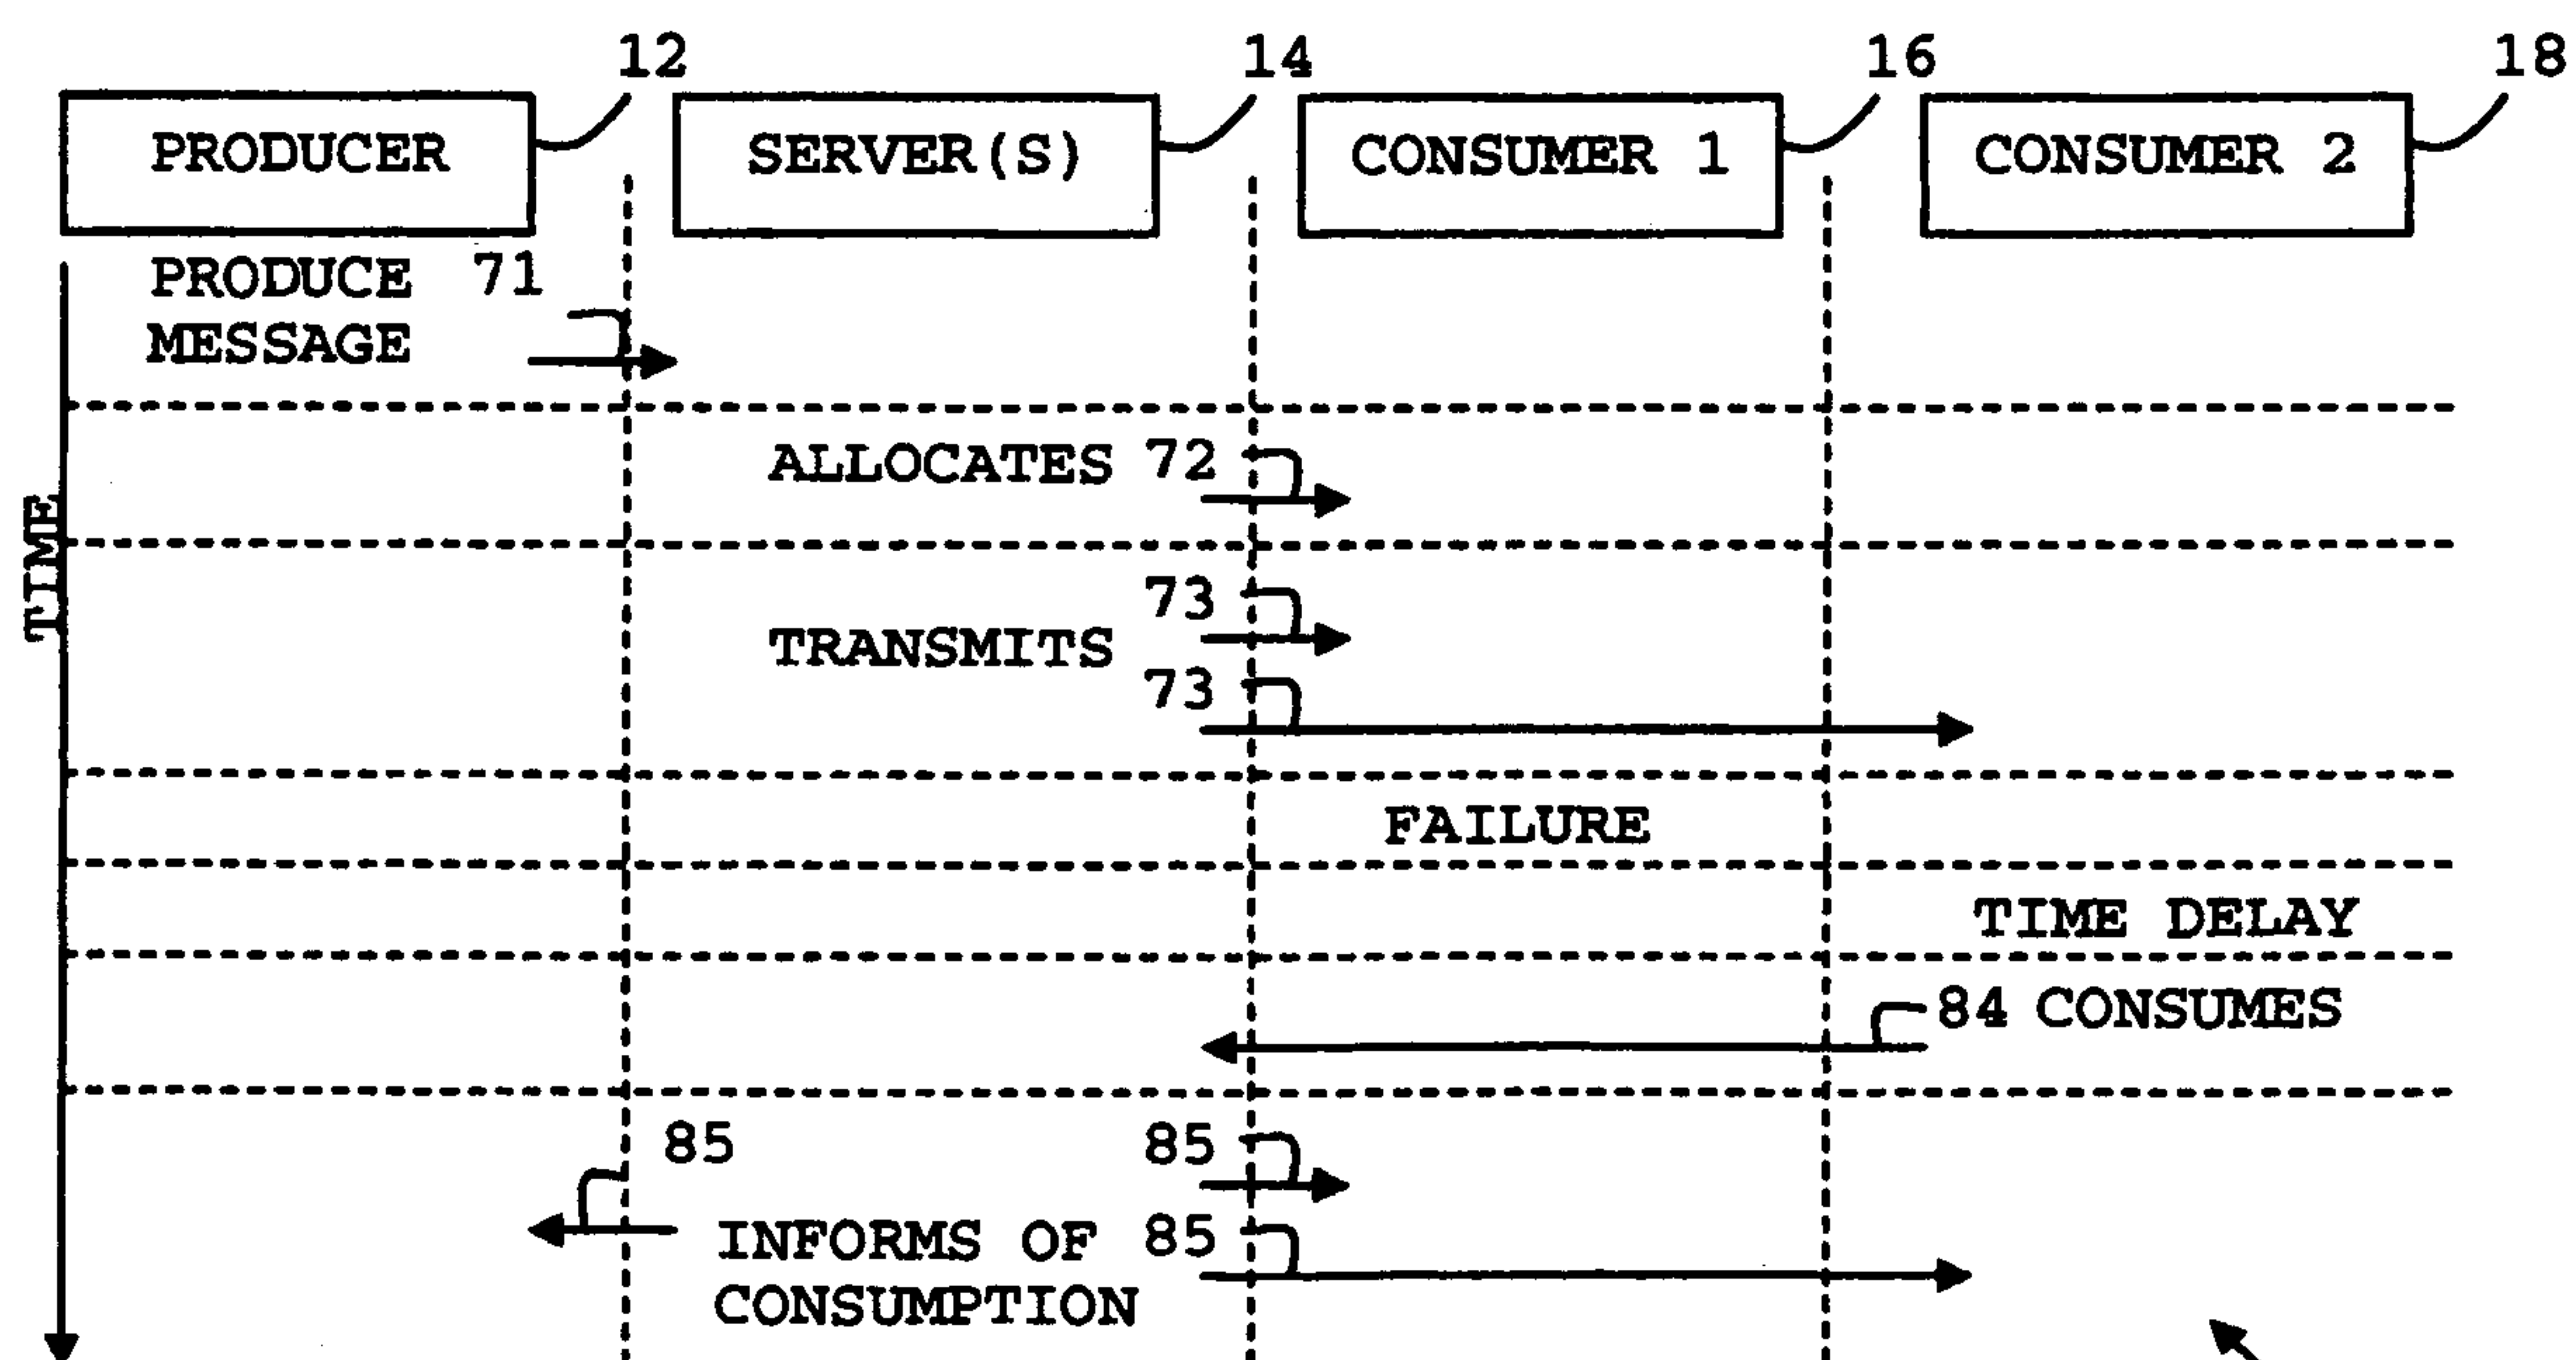 12 14 16 18
PRODUCER SERVER(S) CONSUMER 1 CONSUMER 2
PRODUCE 71
MESSAGE
ALLOCATES 72
TIME
73
TRANSMITS
73
FAILURE
TIME DELAY
84 CONSUMES
85 85
INFORMS OF 85
CONSUMPTION